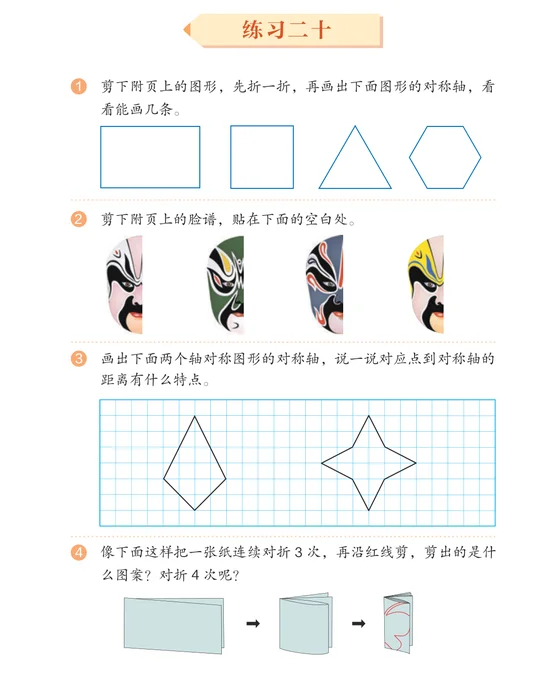 练习二十
1 剪下附页上的图形，先折一折，再画出下面图形的对称轴，看
看能画几条。
2 剪下附页上的脸谱，贴在下面的空白处。
3 画出下面两个轴对称图形的对称轴，说一说对应点到对称轴的
距离有什么特点。
4 像下面这样把一张纸连续对折 3 次，再沿红线剪，剪出的是什
么图案？对折 4 次呢？